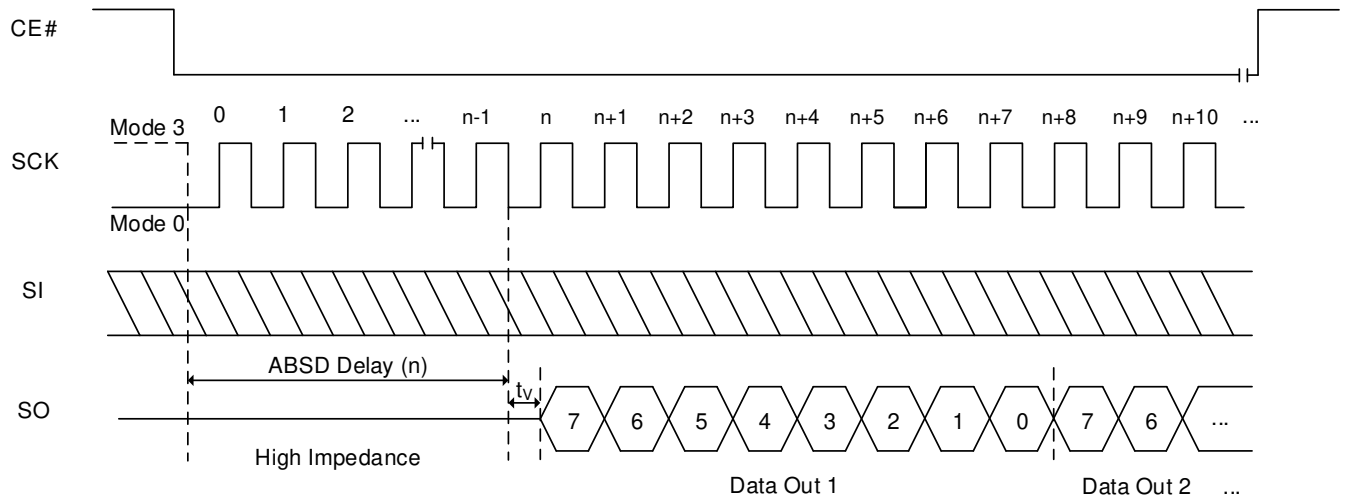 CE#
0 1 2 ... n-1 n n+1 n+2 n+3 n+4 n+5 n+6 n+7 n+8 n+9 n+10 ...
Mode 3
SCK
Mode 0
SI
ABSD Delay (n)
tV
SO
7 6 5 4 3 2 1 0 7 6 ...
High Impedance
Data Out 1 Data Out 2 ...